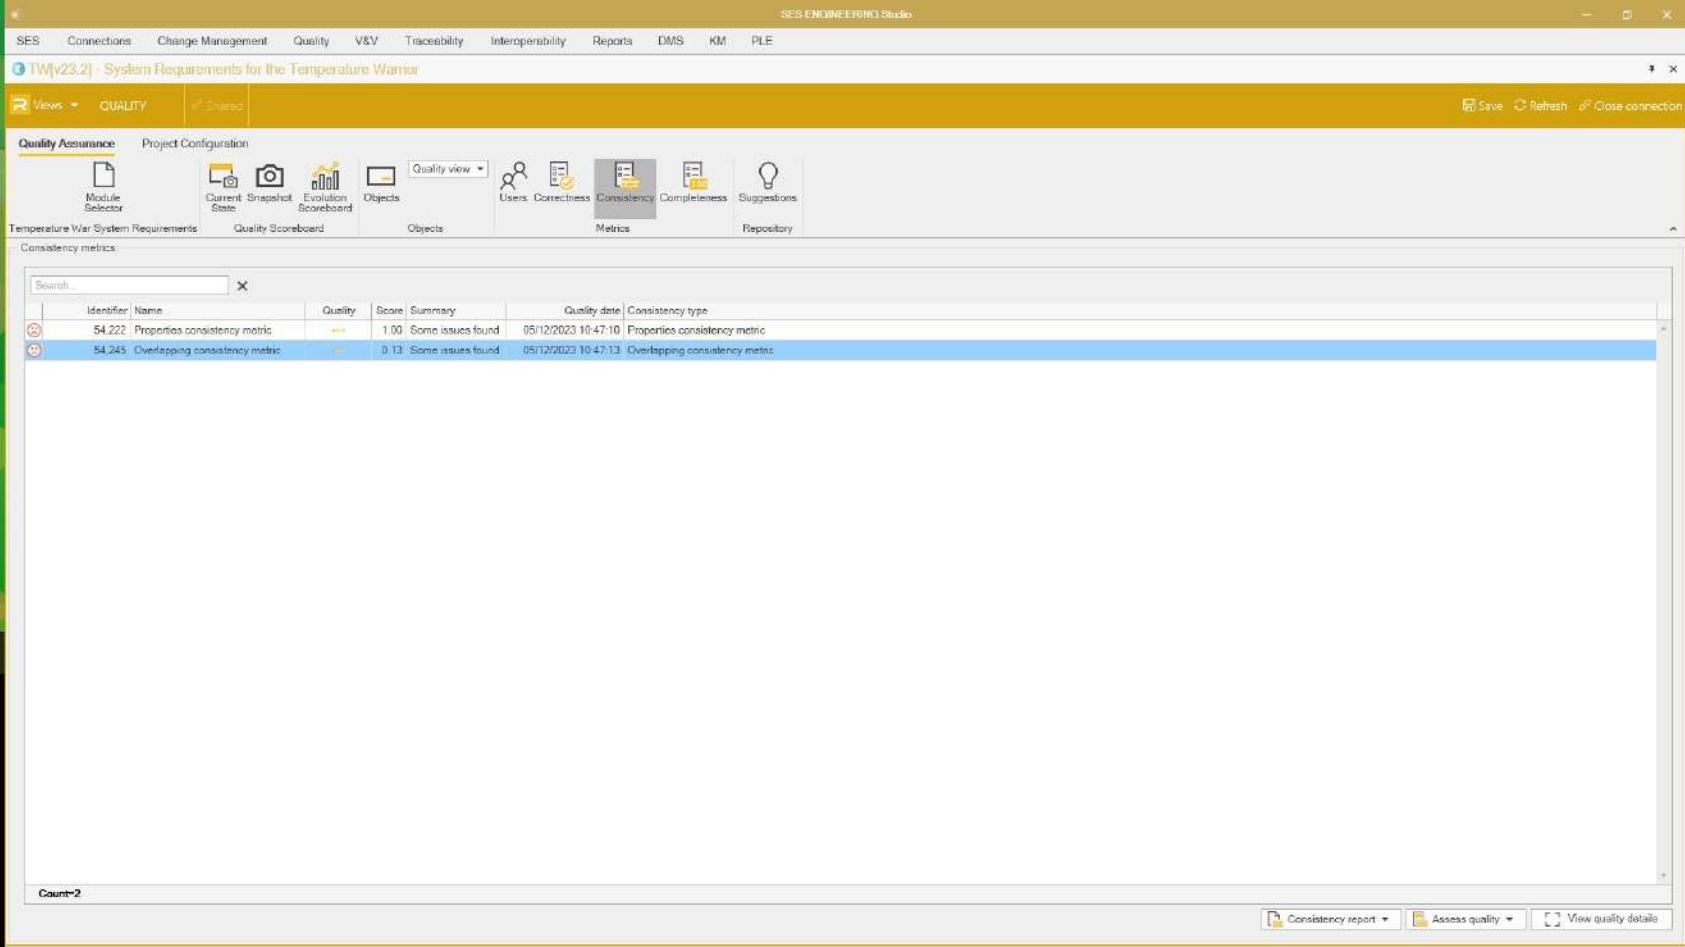 SES ENGINEERING Studio
SES Connections Change Management Quality V&V Traceability Interoperability Reports DMS KM PLE
TW[v23.2] - System Requirements for the Temperature Warrior
Views QUALITY Shared Save Refresh Close connection
Quality Assurance Project Configuration
Module Selector
Current State
Snapshot
Evolution Scoreboard
Objects
Quality view
Users
Correctness
Consistency
Completeness
Suggestions
Temperature War System Requirements Quality Scoreboard Objects Metrics Repository
Consistency metrics
Search...
Identifier Name Quality Score Summary Quality date Consistency type
54,222 Properties consistency metric 1.00 Some issues found 05/12/2023 10:47:10 Properties consistency metric
54,245 Overlapping consistency metric 0.13 Some issues found 05/12/2023 10:47:13 Overlapping consistency metric
Count=2
Consistency report Assess quality View quality details